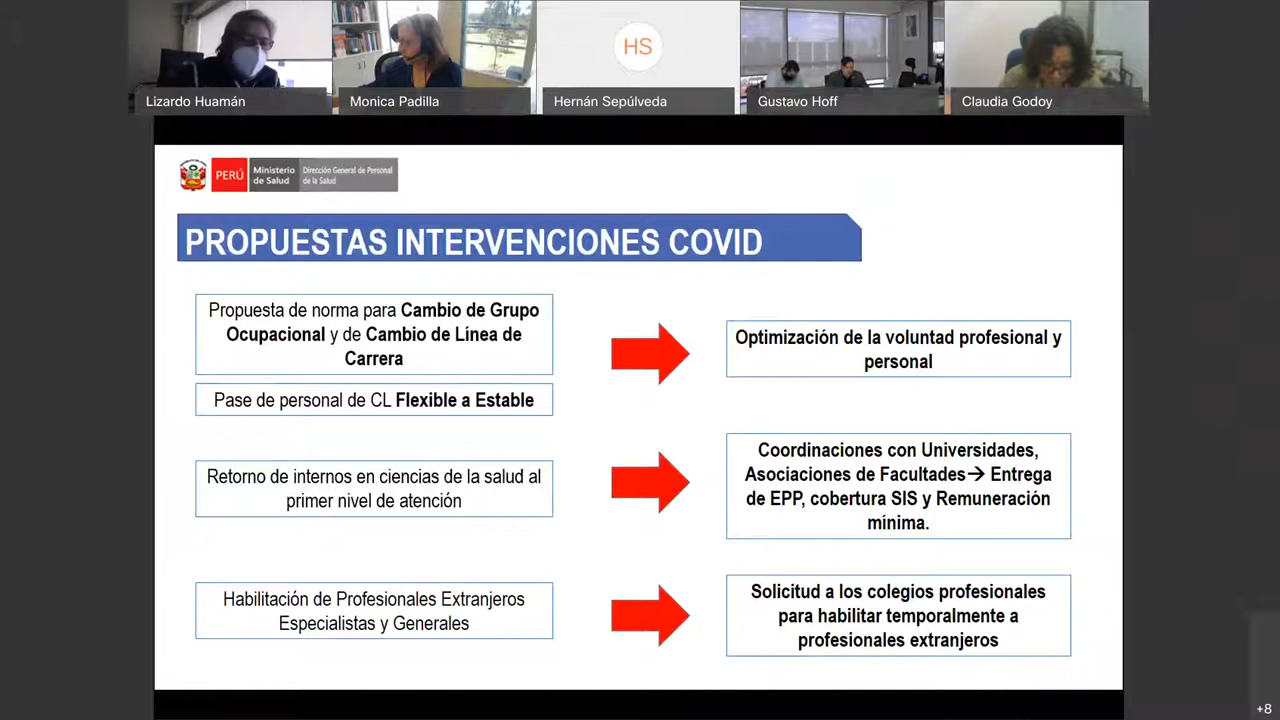 HS
Lizardo Huamán
Monica Padilla
Hernán Sepúlveda
Gustavo Hoff
Claudia Godoy
PERÚ
Ministerio
de Salud
Dirección General de Personal
de la Salud
PROPUESTAS INTERVENCIONES COVID
Propuesta de norma para Cambio de Grupo
Ocupacional y de Cambio de Línea de
Carrera
Optimización de la voluntad profesional y
personal
Pase de personal de CL Flexible a Estable
Retorno de internos en ciencias de la salud al
primer nivel de atención
Coordinaciones con Universidades,
Asociaciones de Facultades→ Entrega
de EPP, cobertura SIS y Remuneración
mínima.
Habilitación de Profesionales Extranjeros
Especialistas y Generales
Solicitud a los colegios profesionales
para habilitar temporalmente a
profesionales extranjeros
+8